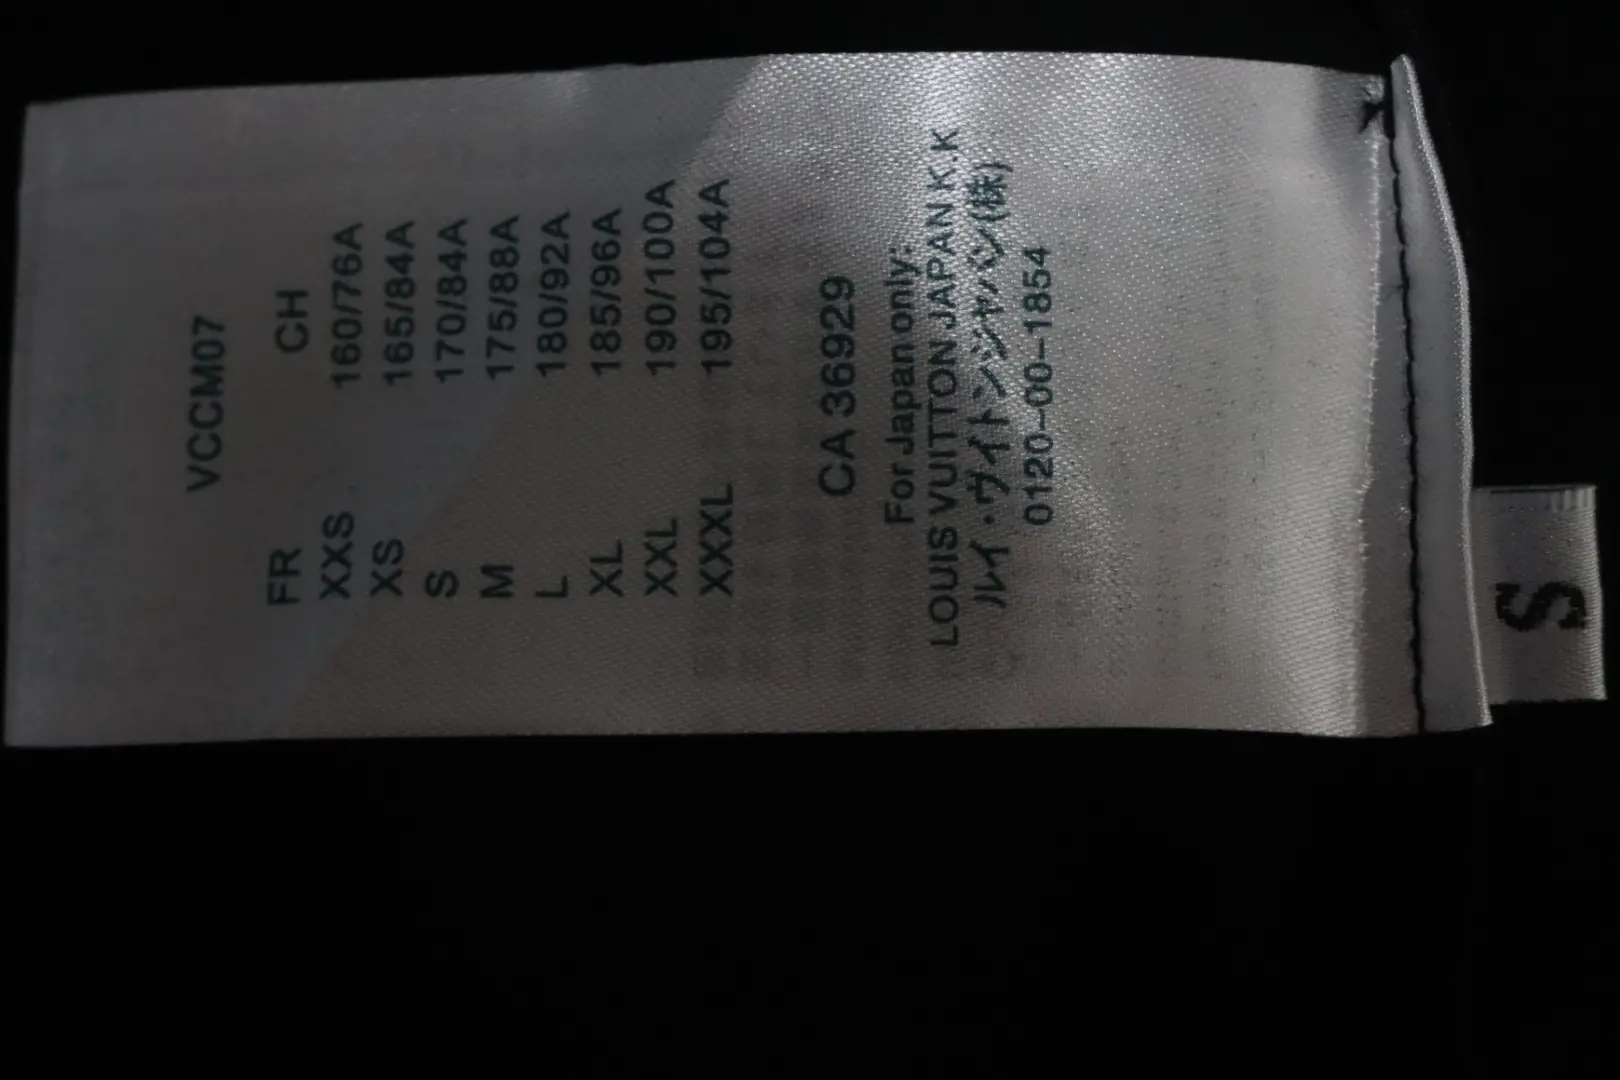 VCCM07
FR CH
XXS 160/76A
XS 165/84A
S 170/84A
M 175/88A
L 180/92A
XL 185/96A
XXL 190/100A
XXXL 195/104A
CA 36929
For Japan only:
LOUIS VUITTON JAPAN K.K
ルイ・ヴィトンジャパン(株)
0120-00-1854
S